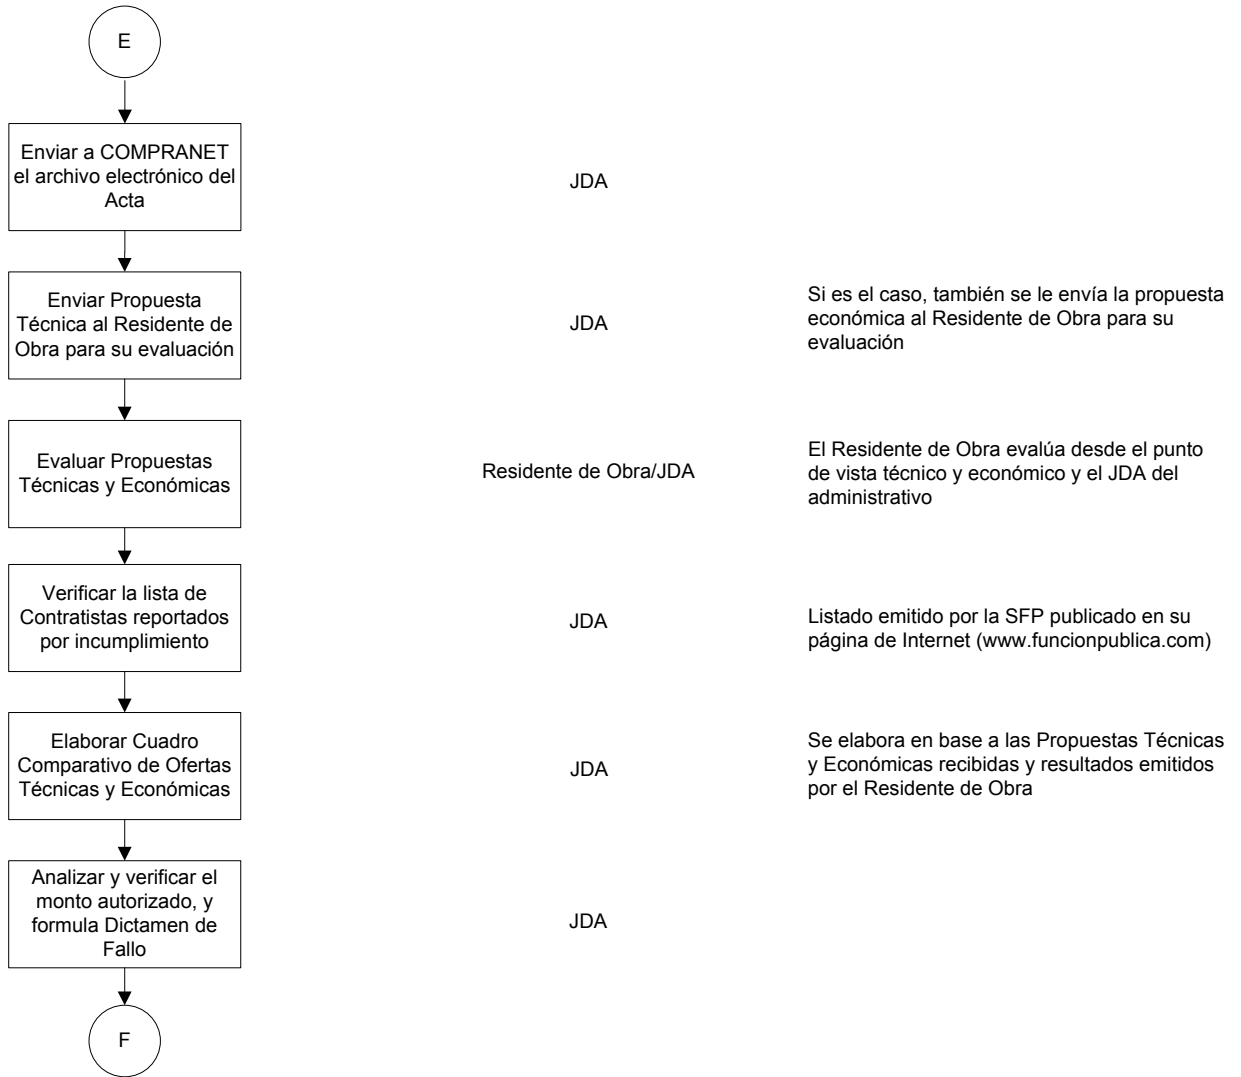 E
Enviar a COMPRANET
el archivo electrónico del
Acta
JDA
Enviar Propuesta
Técnica al Residente de
Obra para su evaluación
JDA
Si es el caso, también se le envía la propuesta
económica al Residente de Obra para su
evaluación
Evaluar Propuestas
Técnicas y Económicas
Residente de Obra/JDA
El Residente de Obra evalúa desde el punto
de vista técnico y económico y el JDA del
administrativo
Verificar la lista de
Contratistas reportados
por incumplimiento
JDA
Listado emitido por la SFP publicado en su
página de Internet (www.funcionpublica.com)
Elaborar Cuadro
Comparativo de Ofertas
Técnicas y Económicas
JDA
Se elabora en base a las Propuestas Técnicas
y Económicas recibidas y resultados emitidos
por el Residente de Obra
Analizar y verificar el
monto autorizado, y
formula Dictamen de
Fallo
JDA
F